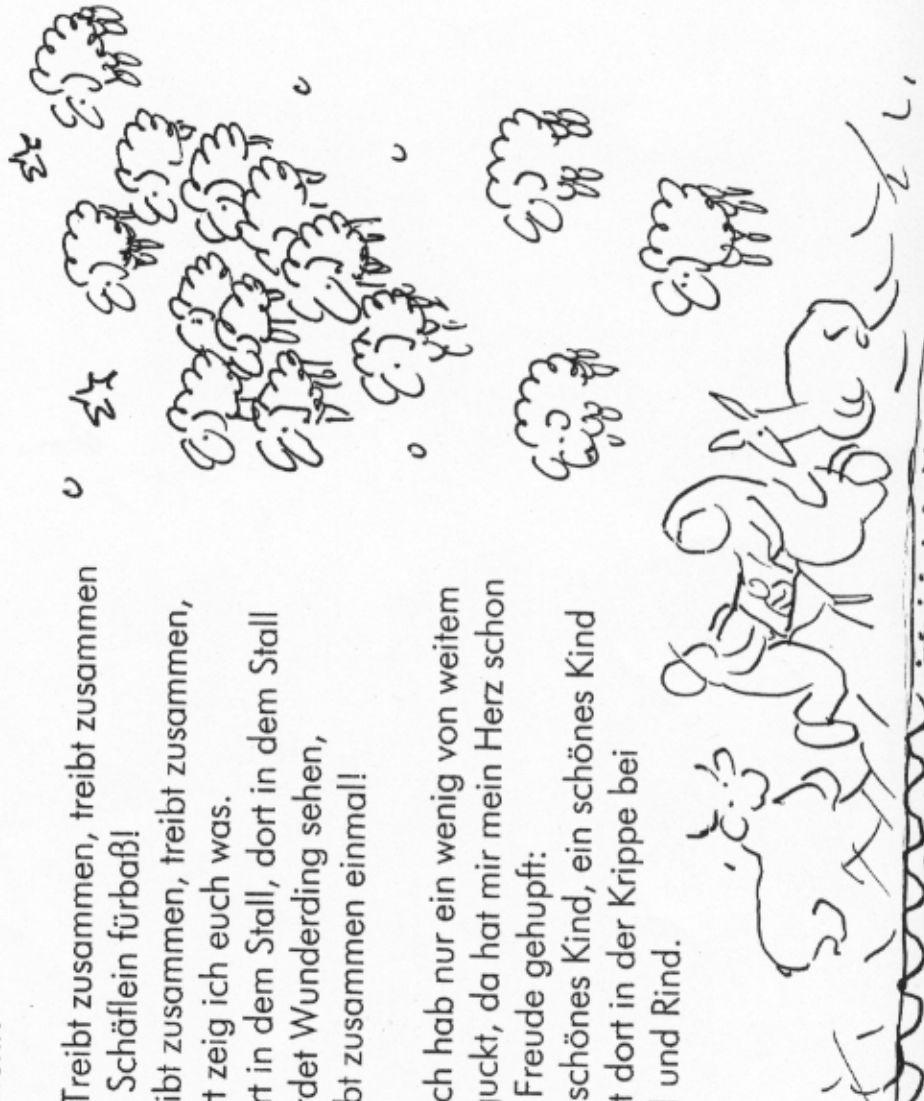 Treibt zusammen, treibt zusammen
Schäflein fürbaß!
ibt zusammen, treibt zusammen,
t zeig ich euch was.
rt in dem Stall, dort in dem Stall
rdet Wunderding sehen,
bt zusammen einmal!
ch hab nur ein wenig von weitem
guckt, da hat mir mein Herz schon
Freude gehupft:
schönes Kind, ein schönes Kind
t dort in der Krippe bei
und Rind.